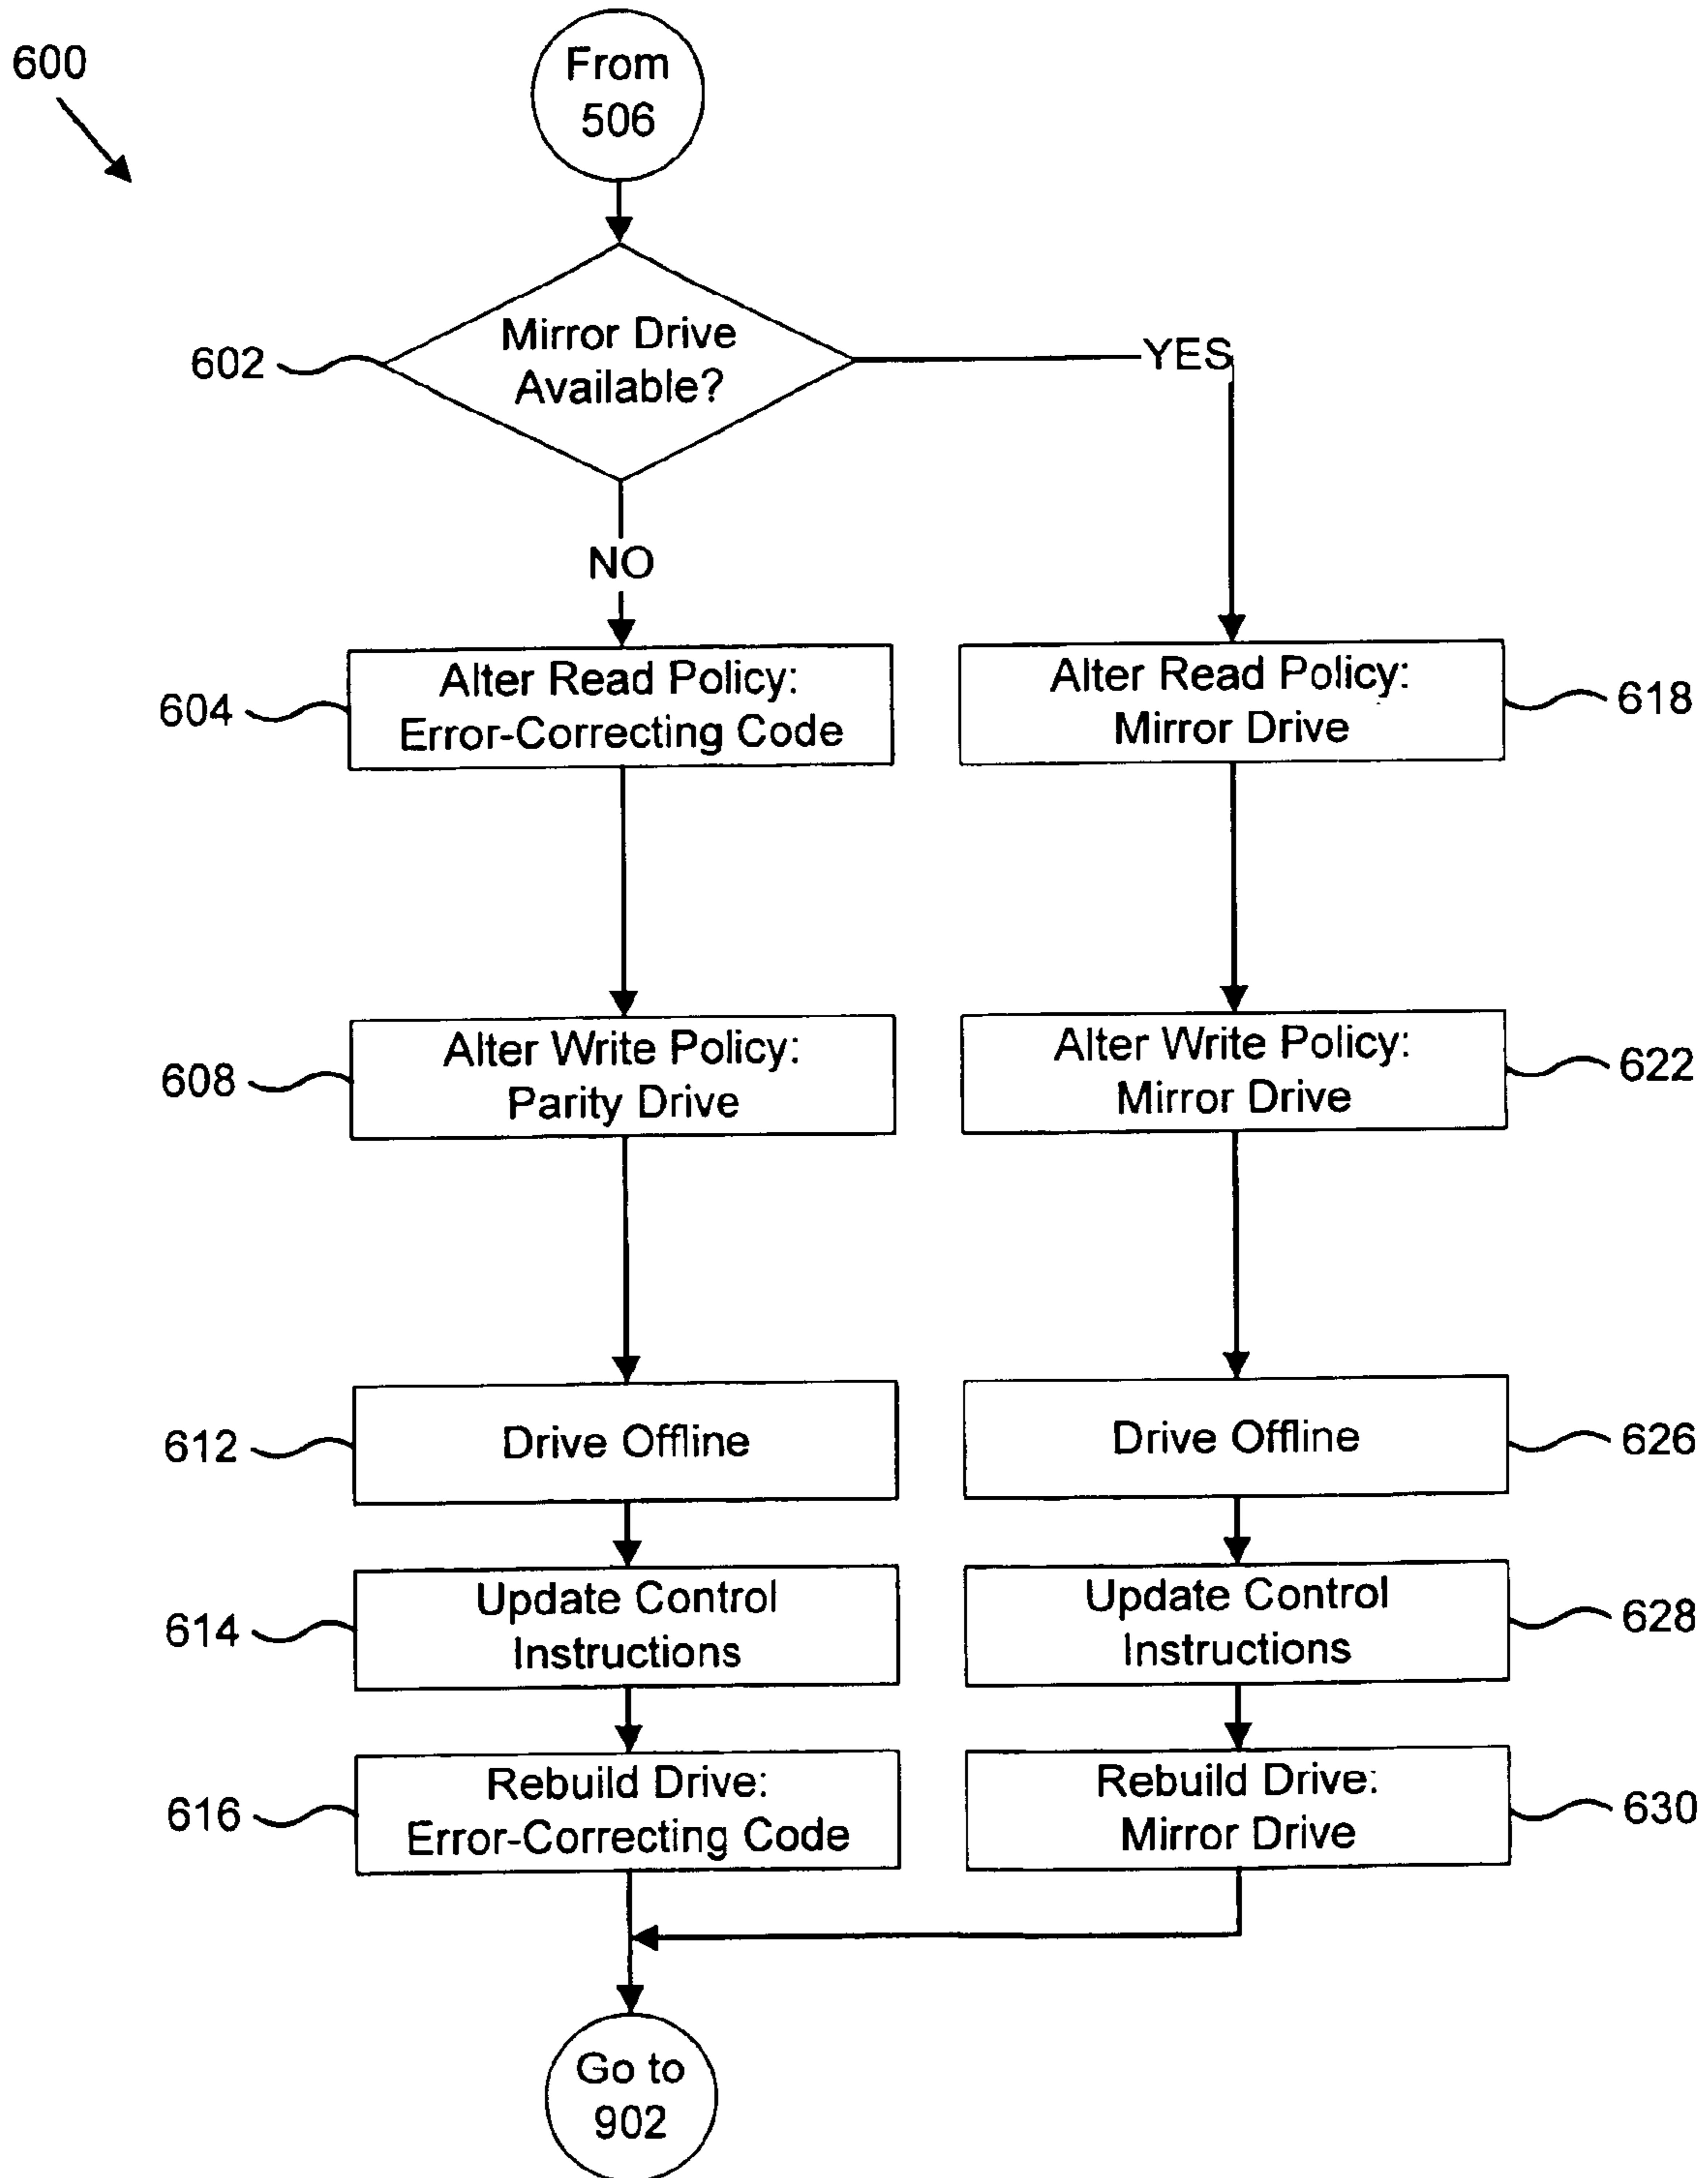 600
From
506
602
Mirror Drive
Available?
YES
NO
604
Alter Read Policy:
Error-Correcting Code
Alter Read Policy:
Mirror Drive
618
608
Alter Write Policy:
Parity Drive
Alter Write Policy:
Mirror Drive
622
612
Drive Offline
Drive Offline
626
614
Update Control
Instructions
Update Control
Instructions
628
616
Rebuild Drive:
Error-Correcting Code
Rebuild Drive:
Mirror Drive
630
Go to
902